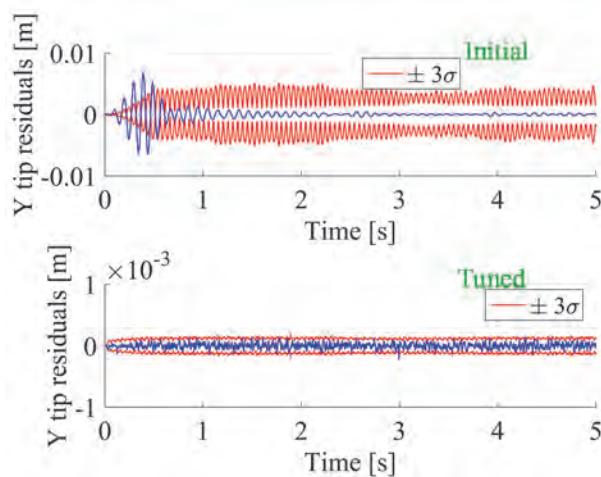 Y tip residuals [m]
0.01
0
-0.01
Initial
± 3σ
0 1 2 3 4 5
Time [s]
Y tip residuals [m]
×10⁻³
1
0
-1
Tuned
± 3σ
0 1 2 3 4 5
Time [s]